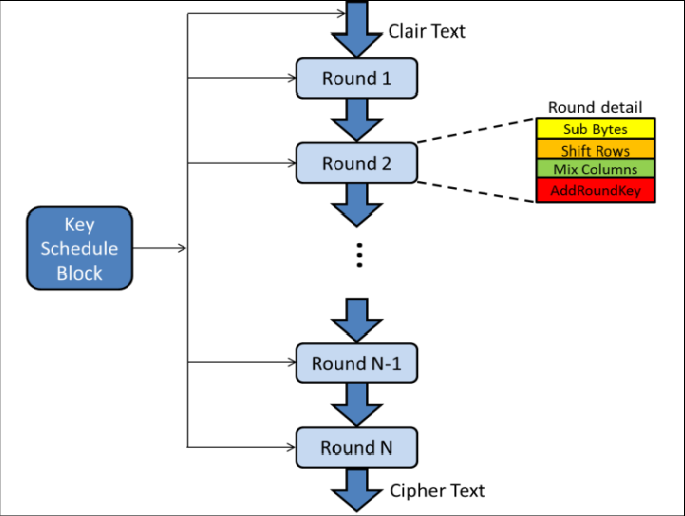 Clair Text
Round 1
Round detail
Sub Bytes
Shift Rows
Mix Columns
AddRoundKey
Round 2
Key
Schedule
Block
Round N-1
Round N
Cipher Text